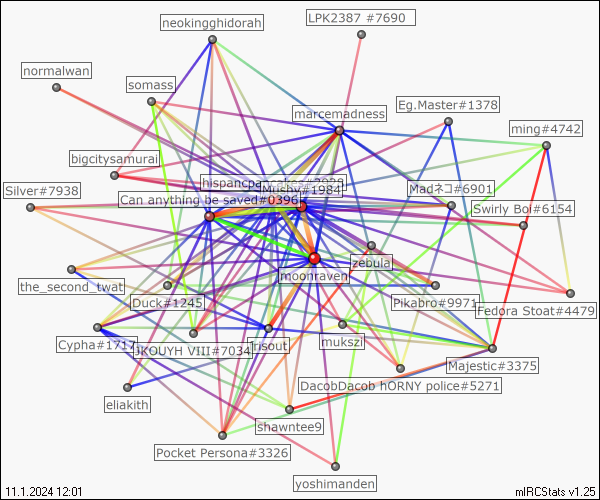 LPK2387 #7690
neokingghidorah
normalwan
somass
Eg.Master#1378
marcemadness
ming#4742
bigcitysamurai
Silver#7938
Mushy#1984
Madネコ#6901
Can anything be saved#0396
Swirly Boi#6154
zebula
moonraven
the_second_twat
Duck#1245
Pikabro#9971
Fedora Stoat#4479
Cypha#1717
JKOUYH VIII#7034
risout
mukszi
Majestic#3375
DacobDacob hORNY police#5271
eliakith
shawntee9
Pocket Persona#3326
yoshimanden
11.1.2024 12:01
mIRCStats v1.25